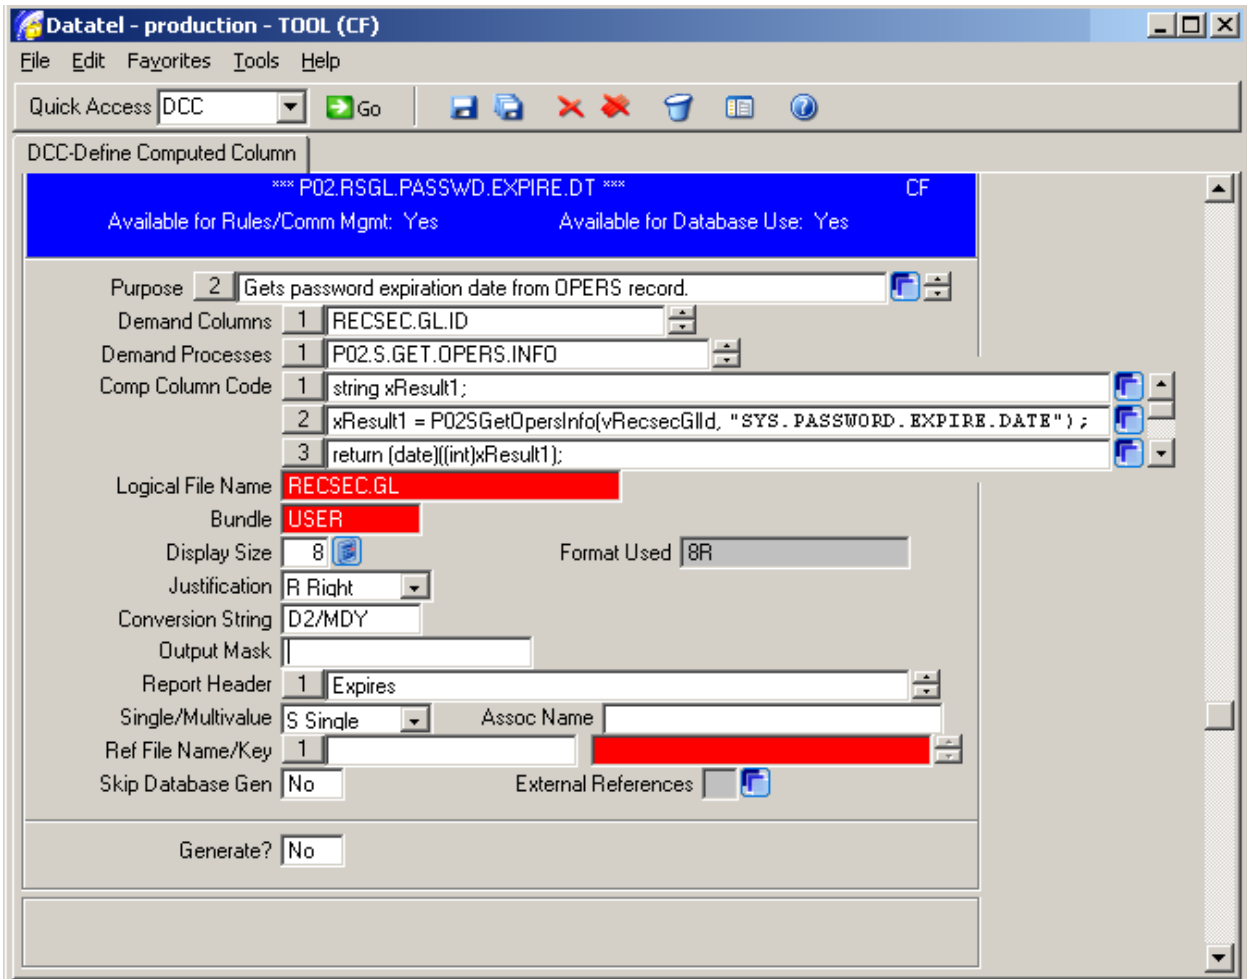 Datatel - production - TOOL (CF)
File Edit Favorites Tools Help
Quick Access DCC Go
DCC-Define Computed Column
*** P02.RSGL.PASSWD.EXPIRE.DT *** CF
Available for Rules/Comm Mgmt: Yes Available for Database Use: Yes
Purpose 2 Gets password expiration date from OPERS record.
Demand Columns 1 RECSEC.GL.ID
Demand Processes 1 P02.S.GET.OPERS.INFO
Comp Column Code 1 string xResult1;
2 xResult1 = P02SGetOpersInfo(vRecsecGlId, "SYS.PASSWORD.EXPIRE.DATE");
3 return (date)((int)xResult1);
Logical File Name RECSEC.GL
Bundle USER
Display Size 8 Format Used 8R
Justification R Right
Conversion String D2/MDY
Output Mask
Report Header 1 Expires
Single/Multivalue S Single Assoc Name
Ref File Name/Key 1
Skip Database Gen No External References
Generate? No